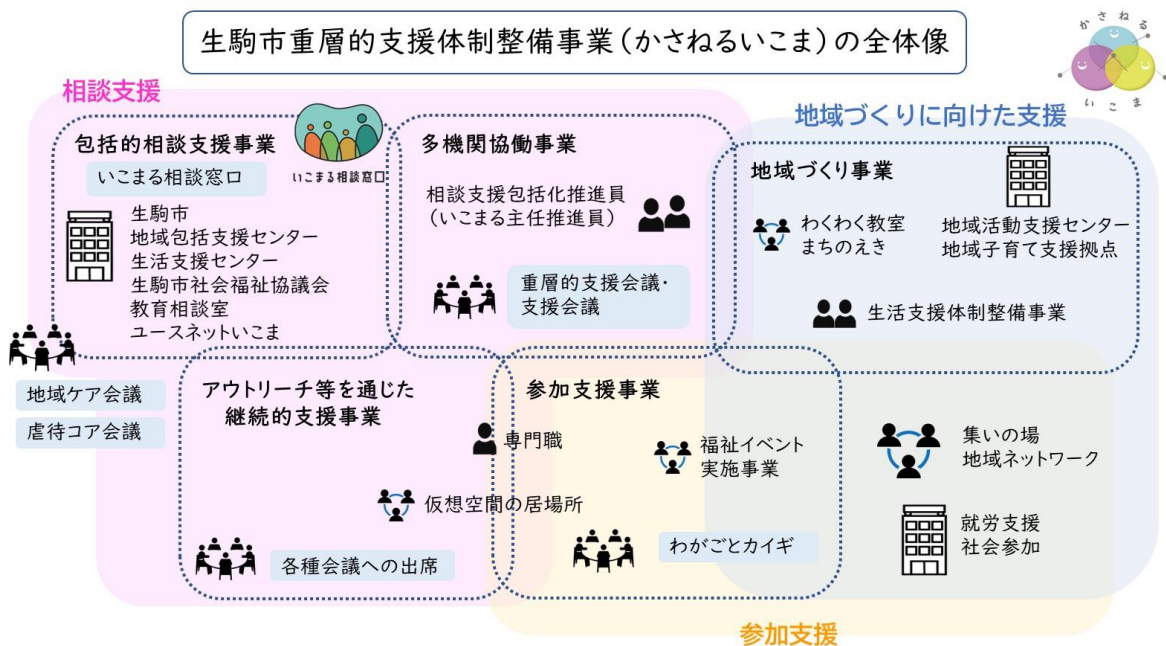 生駒市重層的支援体制整備事業(かさねるいこま)の全体像
かさねる
いこま
相談支援
包括的相談支援事業
いこまる相談窓口
いこまる相談窓口
生駒市
地域包括支援センター
生活支援センター
生駒市社会福祉協議会
教育相談室
ユースネットいこま
地域ケア会議
虐待コア会議
多機関協働事業
相談支援包括化推進員
(いこまる主任推進員)
重層的支援会議・
支援会議
地域づくりに向けた支援
地域づくり事業
わくわく教室
まちのえき
地域活動支援センター
地域子育て支援拠点
生活支援体制整備事業
アウトリーチ等を通じた
継続的支援事業
専門職
仮想空間の居場所
各種会議への出席
参加支援事業
福祉イベント
実施事業
わがごとカイギ
集いの場
地域ネットワーク
就労支援
社会参加
参加支援